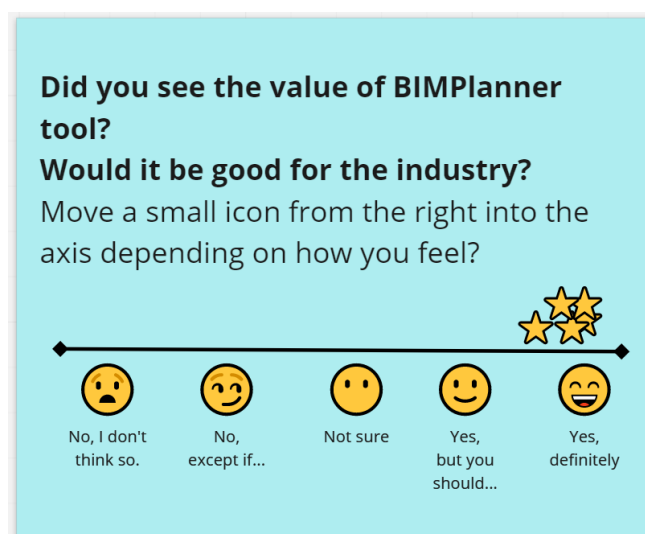 Did you see the value of BIMPlanner
tool?
Would it be good for the industry?
Move a small icon from the right into the
axis depending on how you feel?
No, I don't
think so.
No,
except if...
Not sure
Yes,
but you
should...
Yes,
definitely